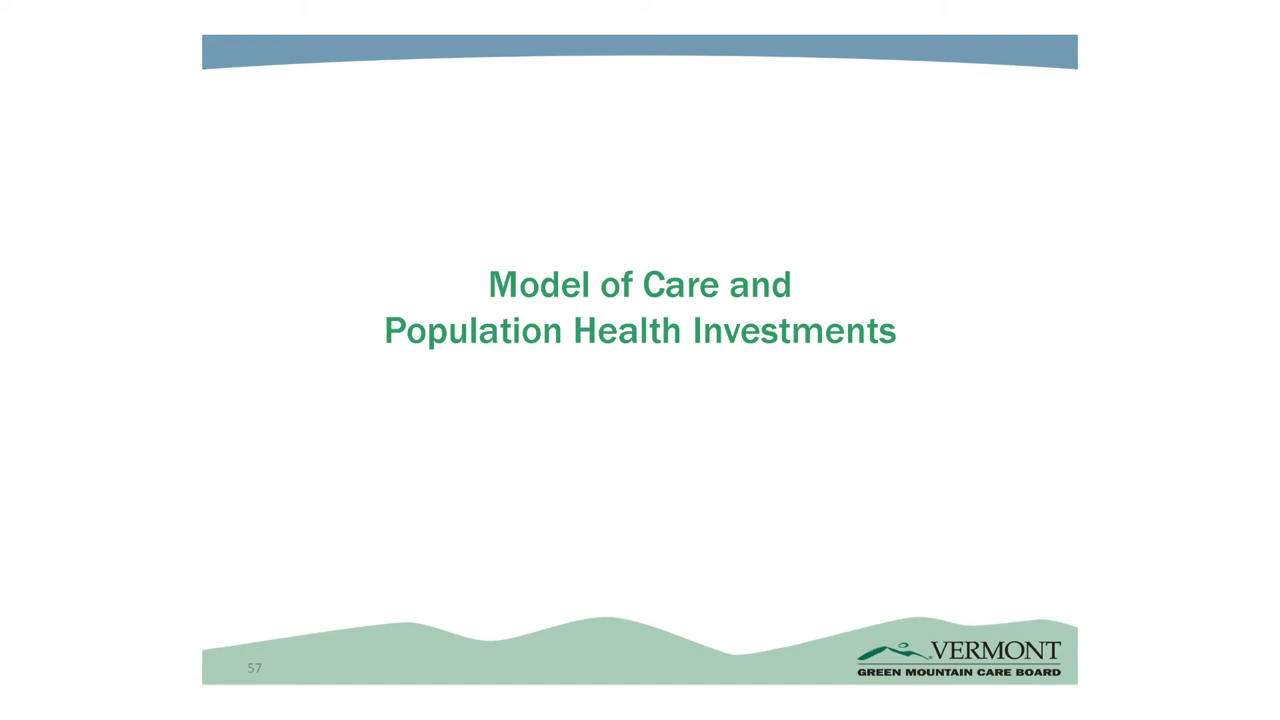 Model of Care and
Population Health Investments
57
VERMONT
GREEN MOUNTAIN CARE BOARD